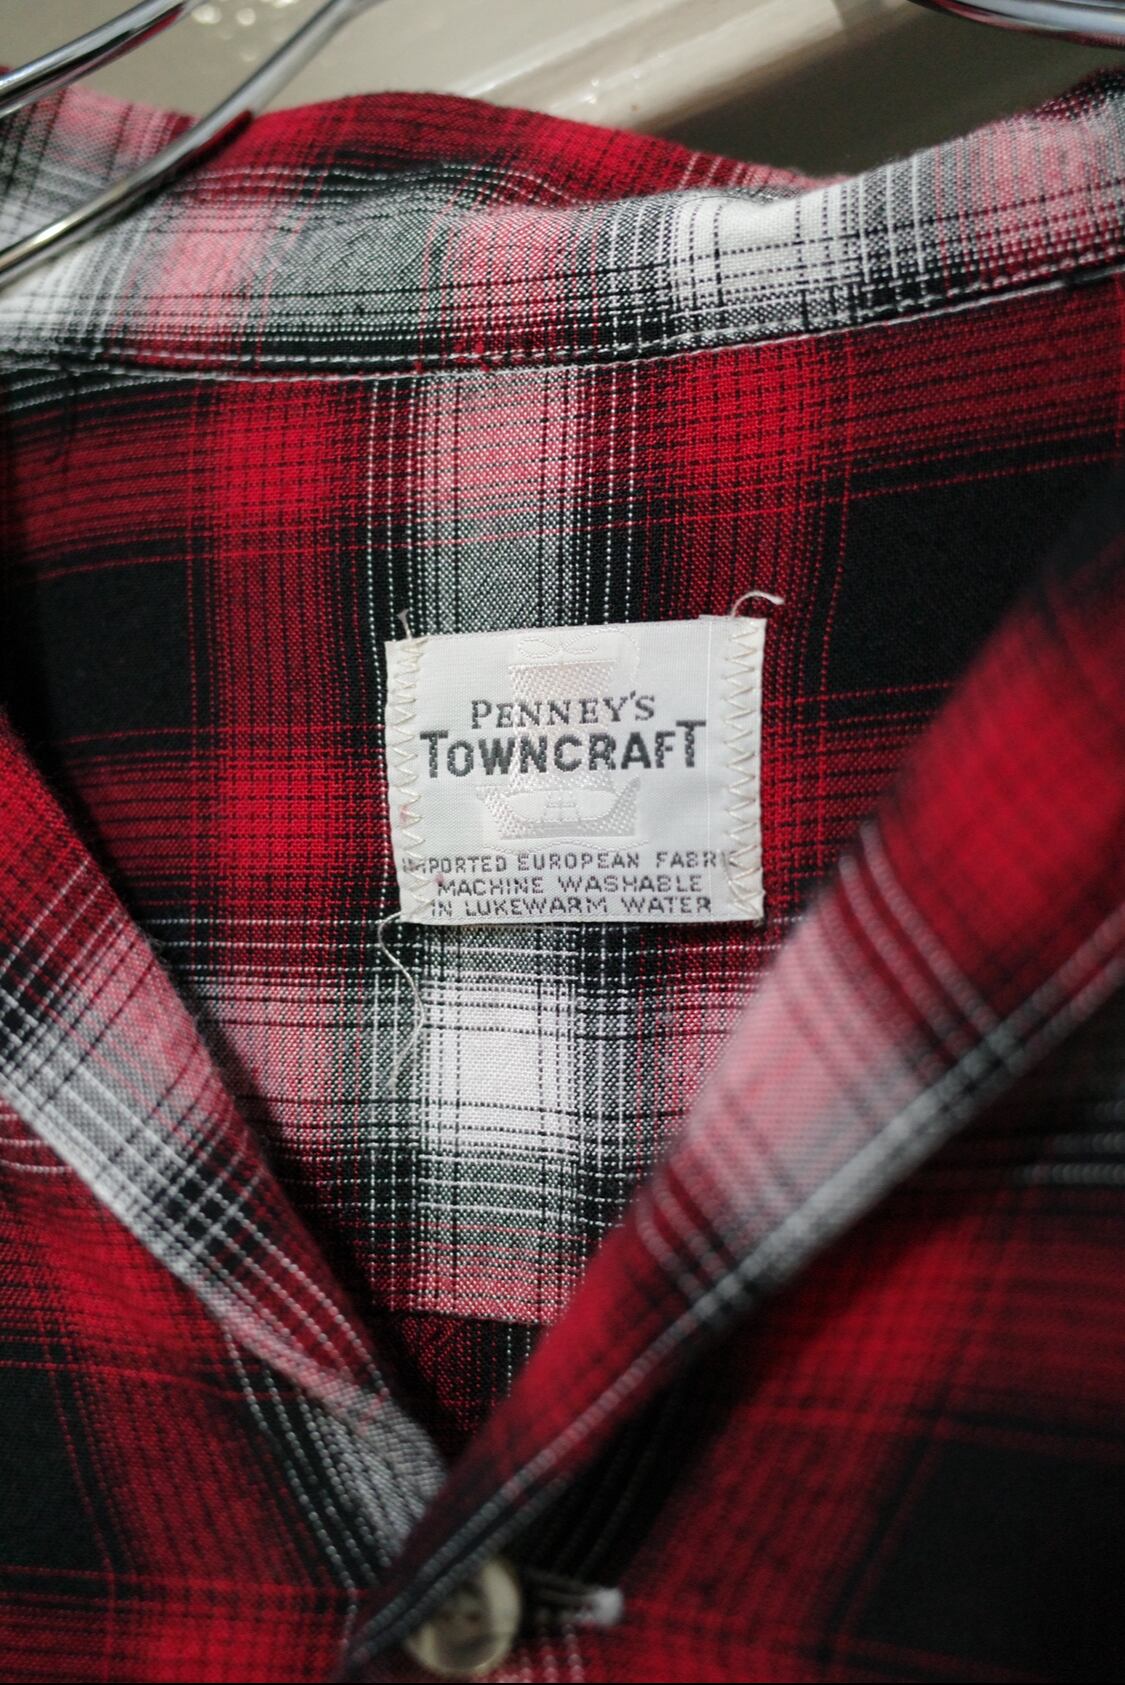 PENNEY'S
TOWNCRAFT
IMPORTED EUROPEAN FABRIC
MACHINE WASHABLE
IN LUKEWARM WATER